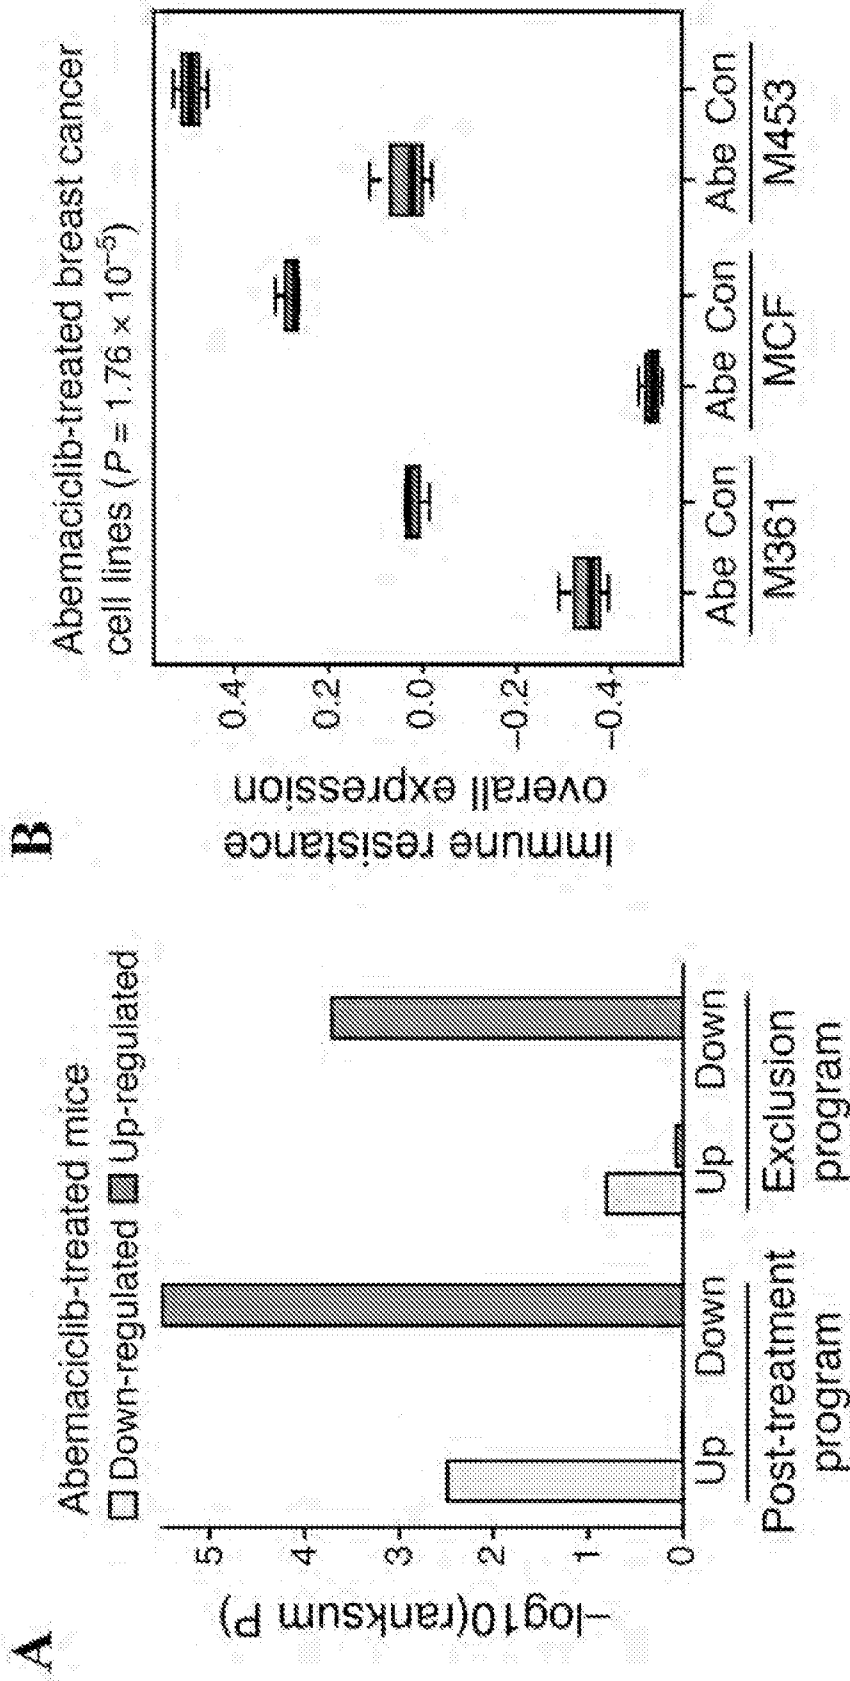 A
Abemaciclib-treated mice
Down-regulated Up-regulated
–log10(ranksum P)
5
4
3
2
1
0
Up Down Up Down
Post-treatment program
Exclusion program
B
Abemaciclib-treated breast cancer
cell lines (P = 1.76 × 10⁻⁵)
Immune resistance
overall expression
0.4
0.2
0.0
–0.2
–0.4
Abe Con Abe Con Abe Con
M361 MCF M453